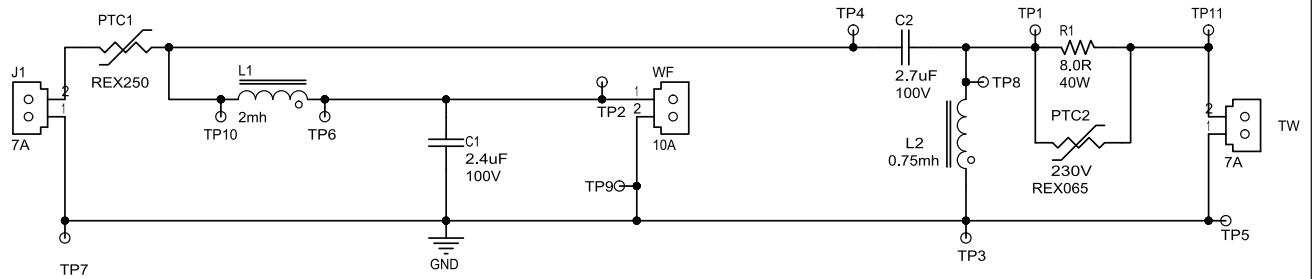 PTC1
REX250
J1
2
1
7A
L1
2mh
TP10
TP6
C1
2.4uF
100V
TP2
WF
1
2
10A
TP9
TP4
C2
2.7uF
100V
TP8
L2
0.75mh
TP1
R1
8.0R
40W
PTC2
230V
REX065
TP11
2
1
TW
7A
TP7
GND
TP3
TP5